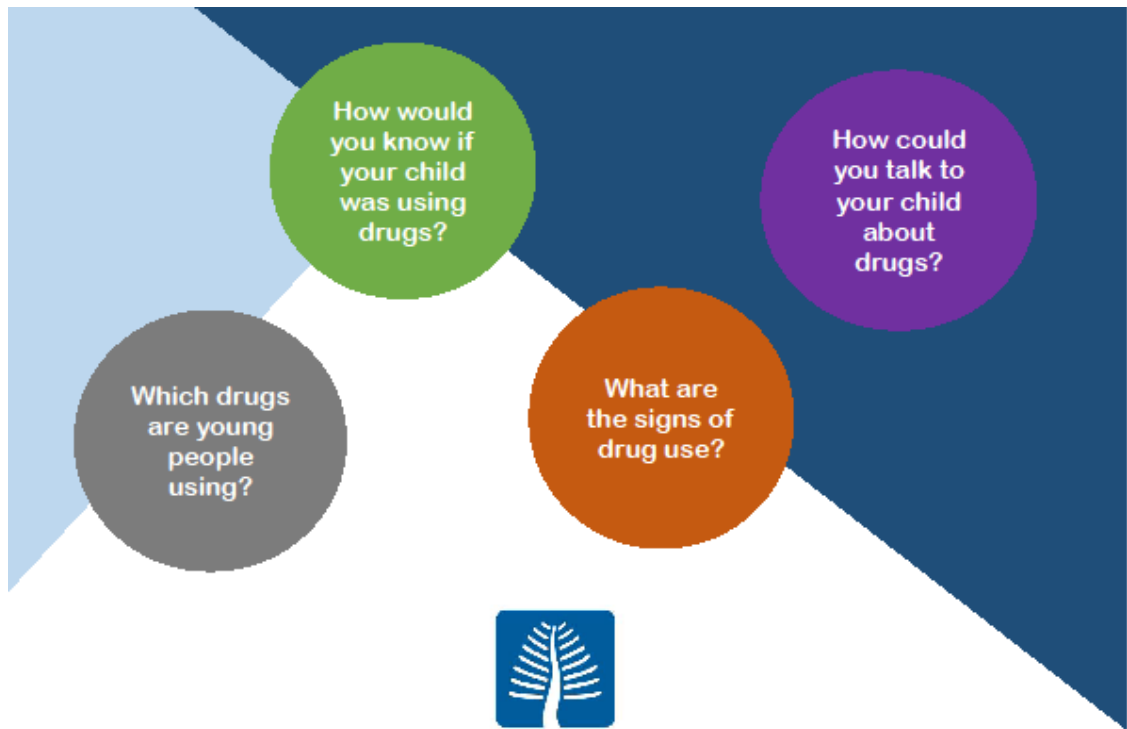 Which drugs
are young
people
using?
How would
you know if
your child
was using
drugs?
What are
the signs of
drug use?
How could
you talk to
your child
about
drugs?